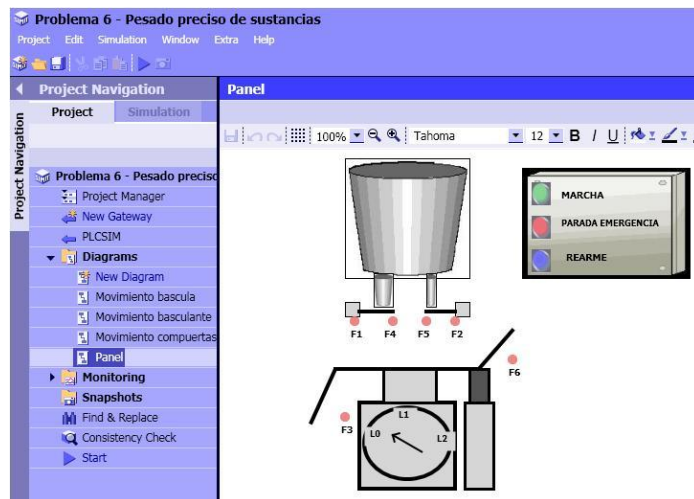 Problema 6 - Pesado preciso de sustancias
Project Edit Simulation Window Extra Help
Project Navigation
Project Navigation
Project Simulation
Problema 6 - Pesado preciso
Project Manager
New Gateway
PLCSIM
Diagrams
New Diagram
Movimiento bascula
Movimiento basculante
Movimiento compuertas
Panel
Monitoring
Snapshots
Find & Replace
Consistency Check
Start
Panel
100% Tahoma 12 B I U
MARCHA
PARADA EMERGENCIA
REARME
F1 F4 F5 F2
F6
F3
L0 L1 L2